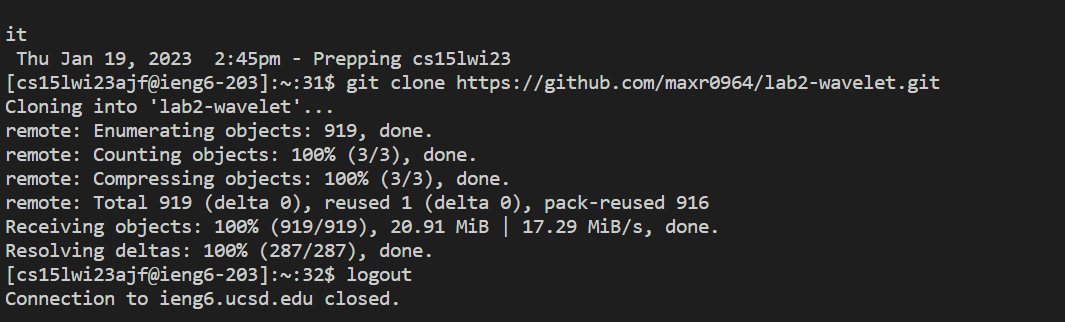 it
 Thu Jan 19, 2023  2:45pm - Prepping cs15lwi23
[cs15lwi23ajf@ieng6-203]:~:31$ git clone https://github.com/maxr0964/lab2-wavelet.git
Cloning into 'lab2-wavelet'...
remote: Enumerating objects: 919, done.
remote: Counting objects: 100% (3/3), done.
remote: Compressing objects: 100% (3/3), done.
remote: Total 919 (delta 0), reused 1 (delta 0), pack-reused 916
Receiving objects: 100% (919/919), 20.91 MiB | 17.29 MiB/s, done.
Resolving deltas: 100% (287/287), done.
[cs15lwi23ajf@ieng6-203]:~:32$ logout
Connection to ieng6.ucsd.edu closed.